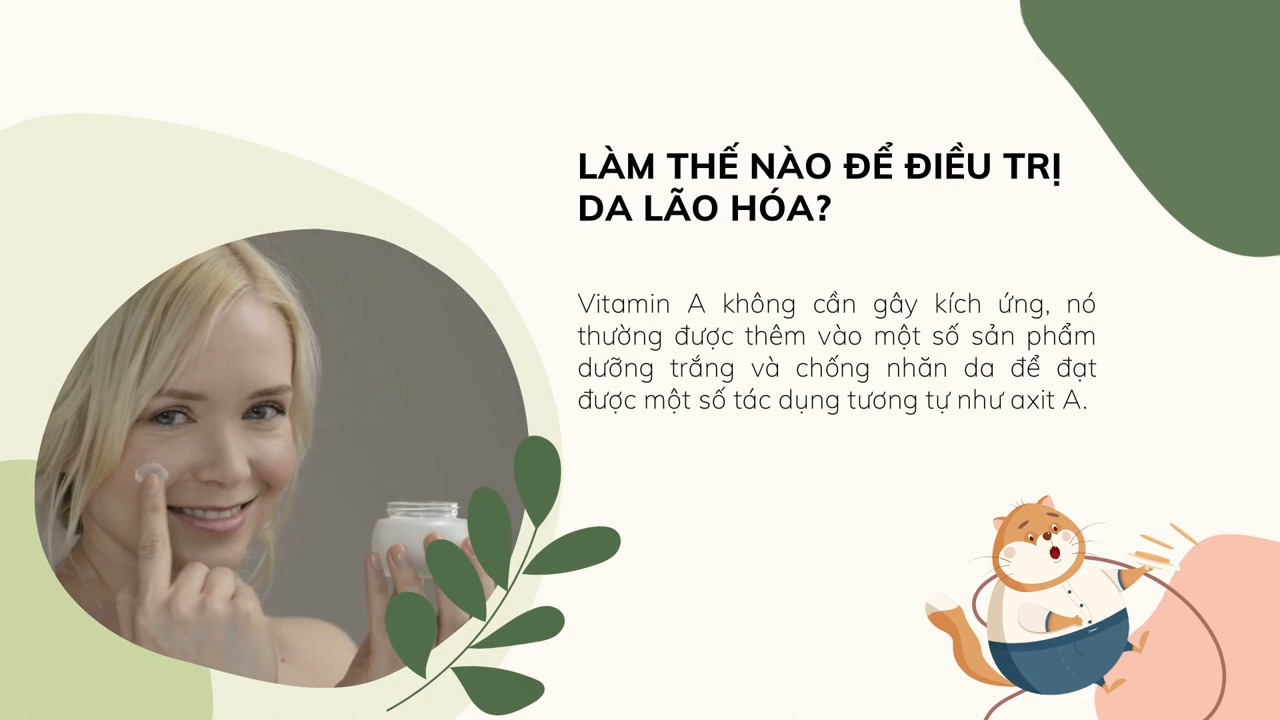 LÀM THẾ NÀO ĐỂ ĐIỀU TRỊ
DA LÃO HÓA?
Vitamin A không cần gây kích ứng, nó
thường được thêm vào một số sản phẩm
dưỡng trắng và chống nhăn da để đạt
được một số tác dụng tương tự như axit A.